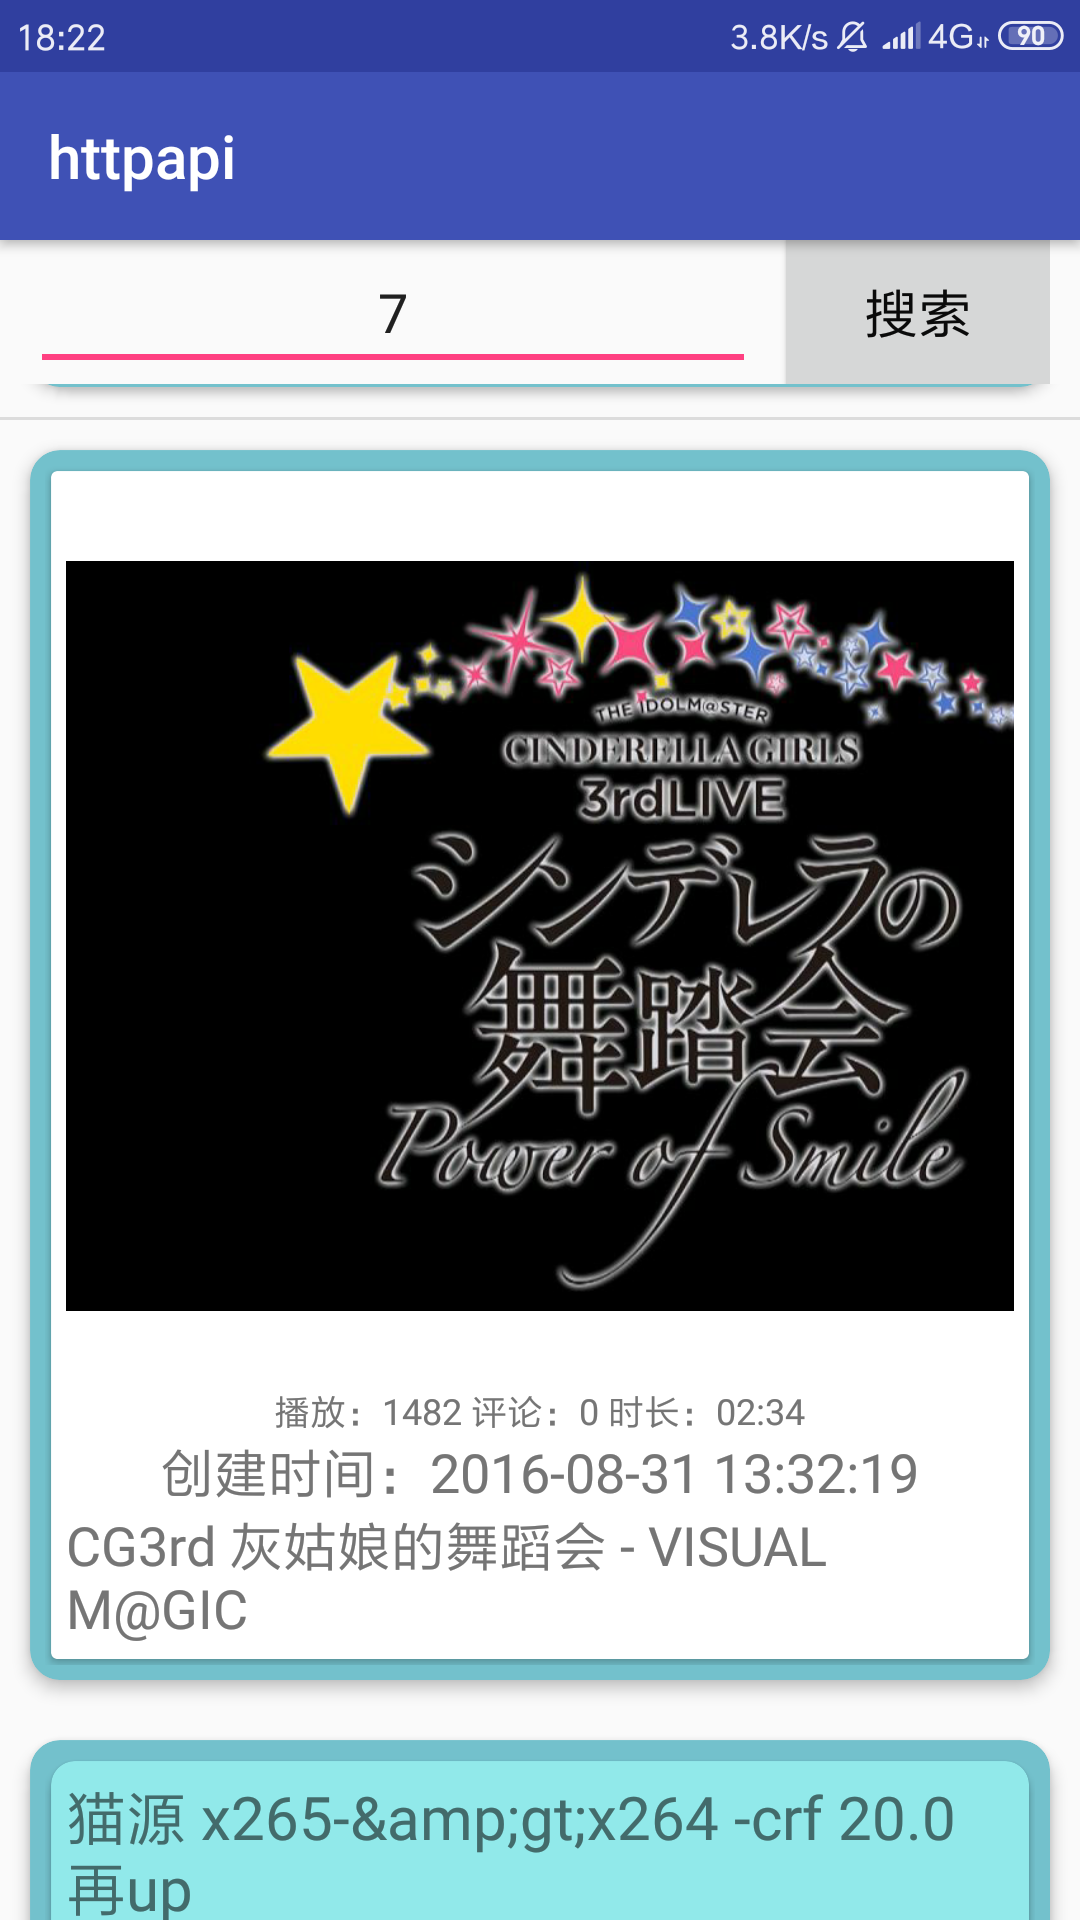 18:22
3.8K/s 4G 90
httpapi
7
搜索
THE IDOLM@STER
CINDERELLA GIRLS
3rdLIVE
シンデレラの
舞踏会
Power of Smile
播放：1482 评论：0 时长：02:34
创建时间：2016-08-31 13:32:19
CG3rd 灰姑娘的舞蹈会 - VISUAL
M@GIC
猫源 x265-&amp;gt;x264 -crf 20.0
再up